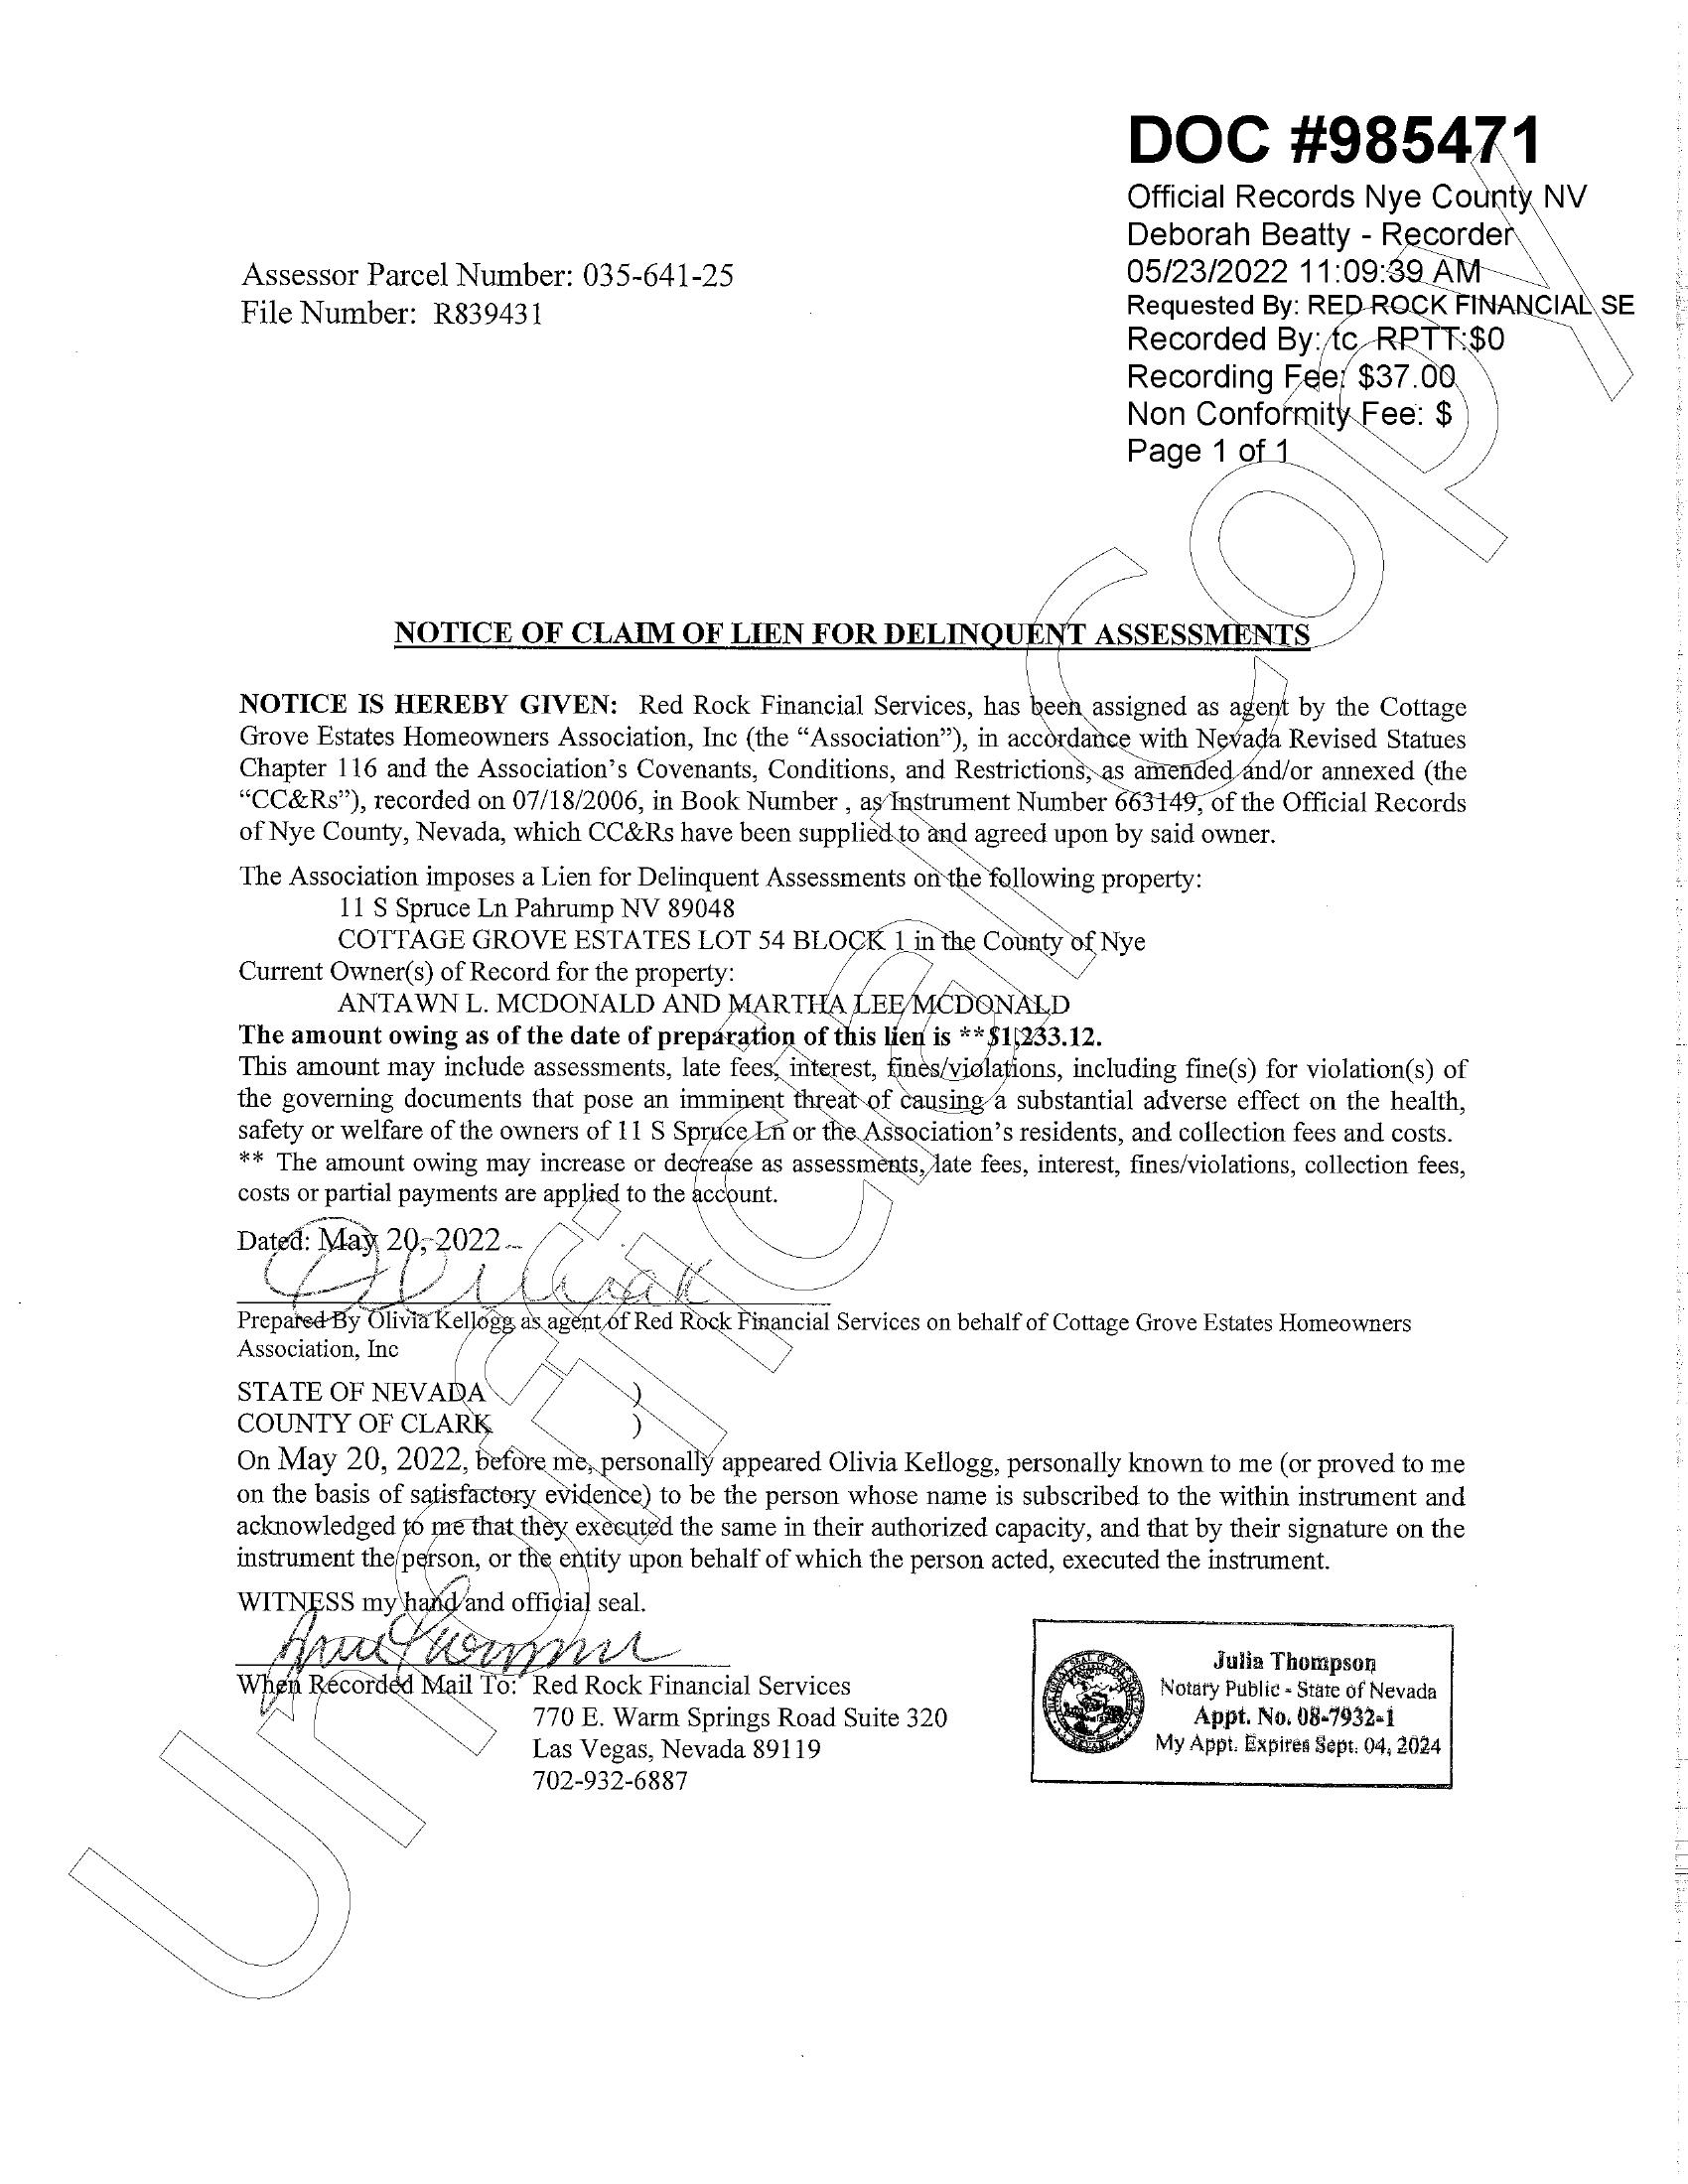 DOC #985471
Official Records Nye County NV
Deborah Beatty - Recorder
05/23/2022 11:09:39 AM
Requested By: RED ROCK FINANCIAL SE
Recorded By: tc RPTT:$0
Recording Fee: $37.00
Non Conformity Fee: $
Page 1 of 1
Assessor Parcel Number: 035-641-25
File Number: R839431
NOTICE OF CLAIM OF LIEN FOR DELINQUENT ASSESSMENTS
NOTICE IS HEREBY GIVEN: Red Rock Financial Services, has been assigned as agent by the Cottage
Grove Estates Homeowners Association, Inc (the “Association”), in accordance with Nevada Revised Statues
Chapter 116 and the Association’s Covenants, Conditions, and Restrictions, as amended and/or annexed (the
“CC&Rs”), recorded on 07/18/2006, in Book Number , as Instrument Number 663149, of the Official Records
of Nye County, Nevada, which CC&Rs have been supplied to and agreed upon by said owner.
The Association imposes a Lien for Delinquent Assessments on the following property:
11 S Spruce Ln Pahrump NV 89048
COTTAGE GROVE ESTATES LOT 54 BLOCK 1 in the County of Nye
Current Owner(s) of Record for the property:
ANTAWN L. MCDONALD AND MARTHA LEE MCDONALD
The amount owing as of the date of preparation of this lien is **$1,233.12.
This amount may include assessments, late fees, interest, fines/violations, including fine(s) for violation(s) of
the governing documents that pose an imminent threat of causing a substantial adverse effect on the health,
safety or welfare of the owners of 11 S Spruce Ln or the Association’s residents, and collection fees and costs.
** The amount owing may increase or decrease as assessments, late fees, interest, fines/violations, collection fees,
costs or partial payments are applied to the account.
Dated: May 20, 2022
Prepared By Olivia Kellogg as agent of Red Rock Financial Services on behalf of Cottage Grove Estates Homeowners
Association, Inc
STATE OF NEVADA )
COUNTY OF CLARK )
On May 20, 2022, before me, personally appeared Olivia Kellogg, personally known to me (or proved to me
on the basis of satisfactory evidence) to be the person whose name is subscribed to the within instrument and
acknowledged to me that they executed the same in their authorized capacity, and that by their signature on the
instrument the person, or the entity upon behalf of which the person acted, executed the instrument.
WITNESS my hand and official seal.
When Recorded Mail To: Red Rock Financial Services
770 E. Warm Springs Road Suite 320
Las Vegas, Nevada 89119
702-932-6887
Julia Thompson
Notary Public - State of Nevada
Appt. No. 08-7932-1
My Appt. Expires Sept. 04, 2024
Unofficial Copy